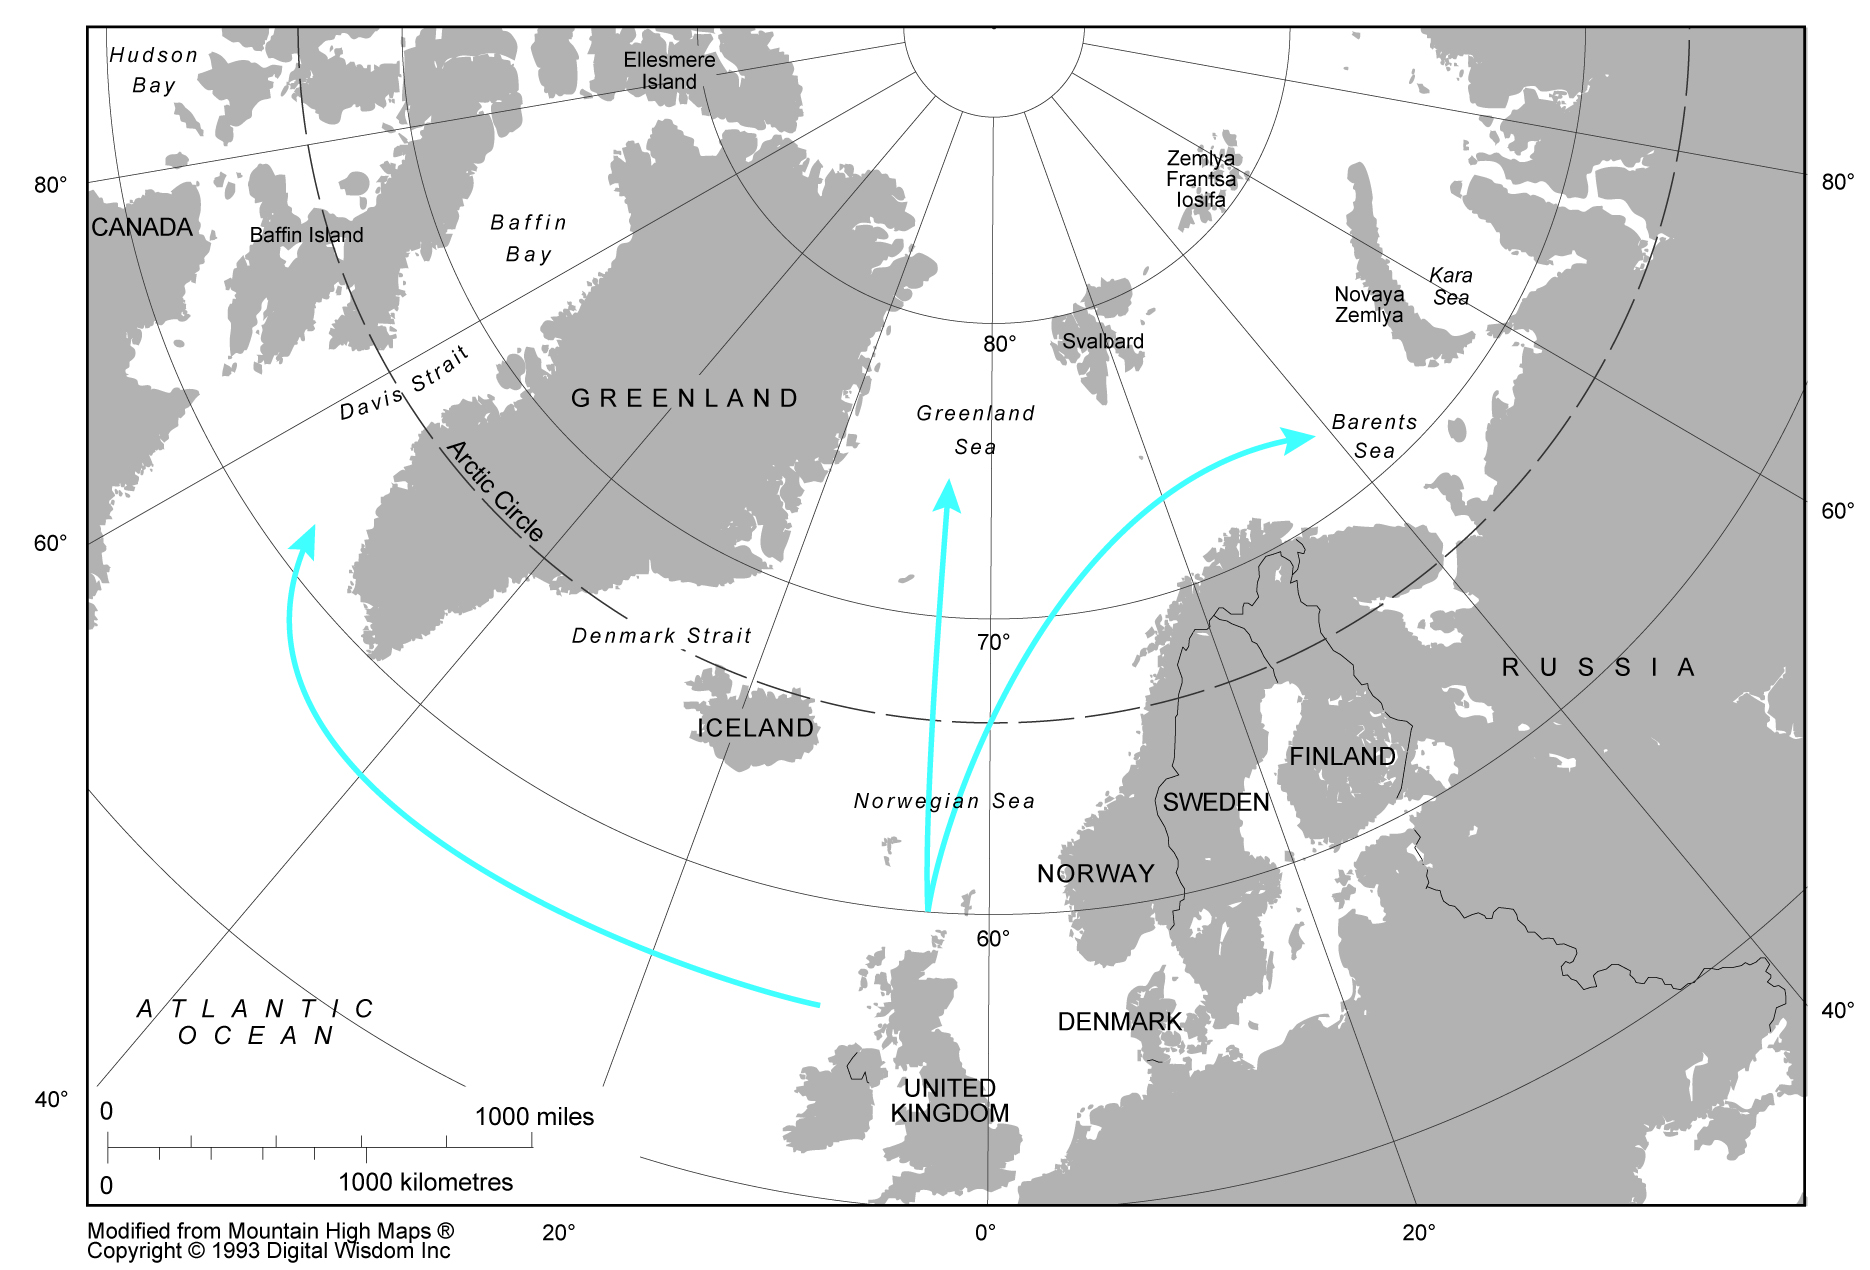 Hudson
Bay
Ellesmere
Island
Zemlya
Frantsa
Iosifa
80°
80°
CANADA
Baffin Island
Baffin
Bay
Kara
Sea
Novaya
Zemlya
80°
Svalbard
Davis Strait
GREENLAND
Greenland
Sea
Barents
Sea
Arctic Circle
60°
60°
Denmark Strait
70°
RUSSIA
ICELAND
FINLAND
Norwegian Sea
SWEDEN
NORWAY
60°
ATLANTIC
OCEAN
DENMARK
40°
40°
UNITED
KINGDOM
0
1000 miles
0
1000 kilometres
Modified from Mountain High Maps ®
Copyright © 1993 Digital Wisdom Inc
20°
0°
20°